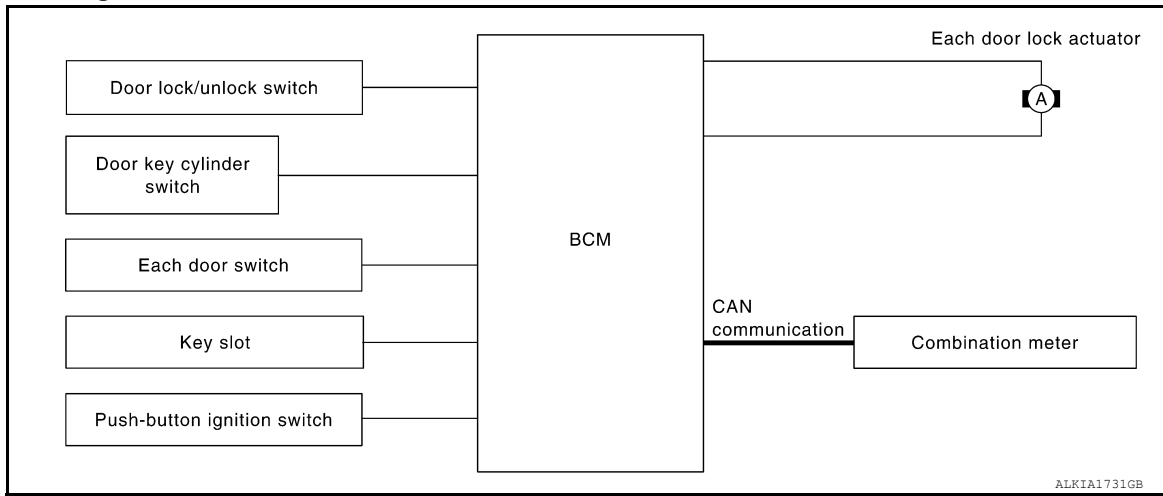 Each door lock actuator
Door lock/unlock switch
A
Door key cylinder
switch
BCM
Each door switch
CAN
communication
Key slot
Combination meter
Push-button ignition switch
ALKIA1731GB